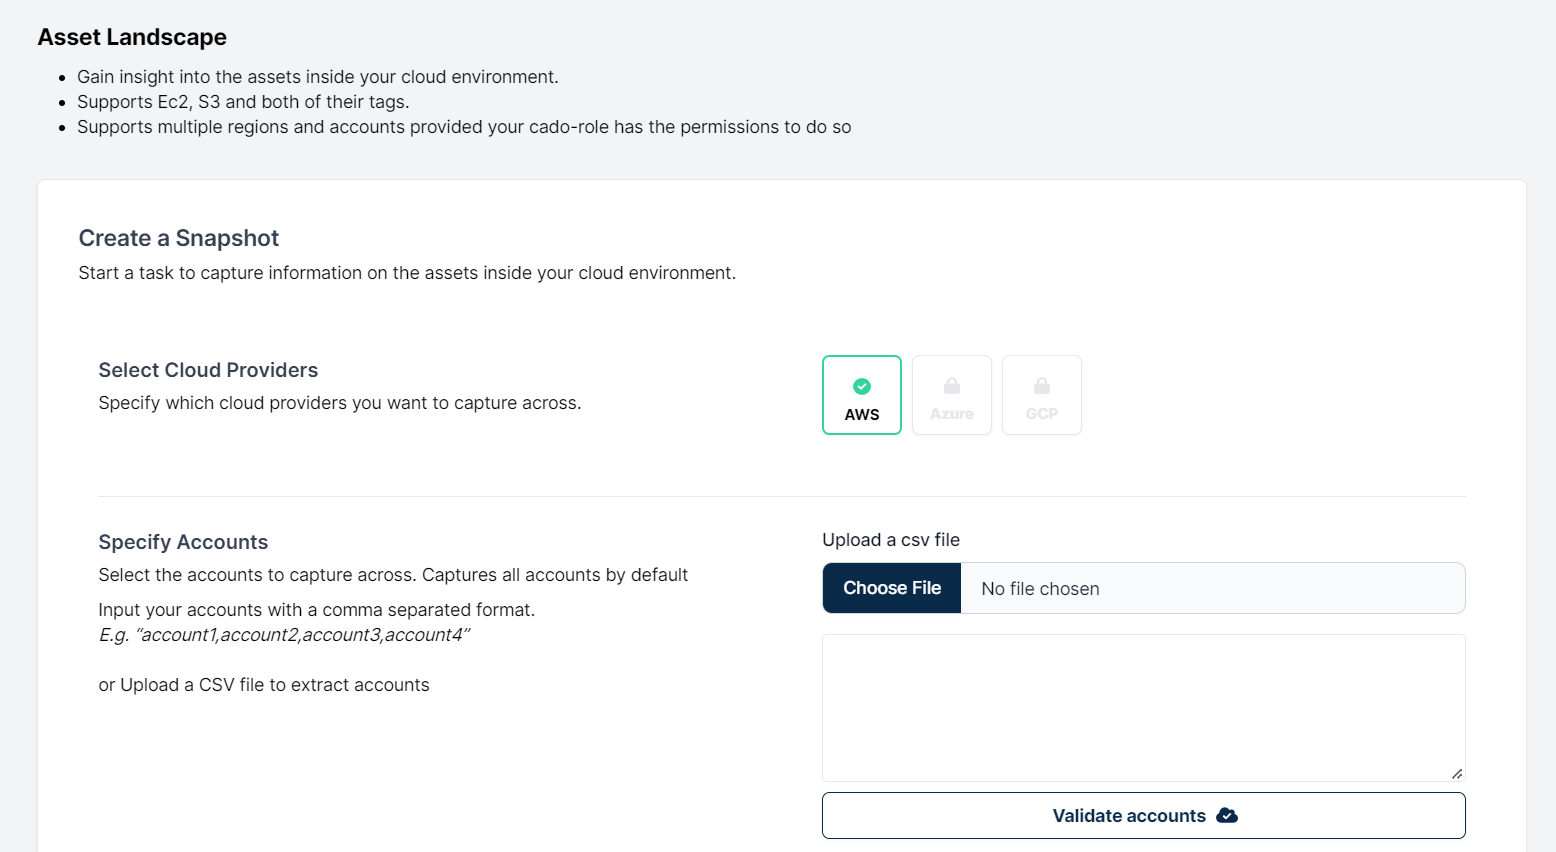 Asset Landscape
Gain insight into the assets inside your cloud environment.
Supports Ec2, S3 and both of their tags.
Supports multiple regions and accounts provided your cado-role has the permissions to do so
Create a Snapshot
Start a task to capture information on the assets inside your cloud environment.
Select Cloud Providers
Specify which cloud providers you want to capture across.
AWS
Azure
GCP
Specify Accounts
Select the accounts to capture across. Captures all accounts by default
Input your accounts with a comma separated format.
E.g. “account1,account2,account3,account4”
or Upload a CSV file to extract accounts
Upload a csv file
Choose File
No file chosen
Validate accounts